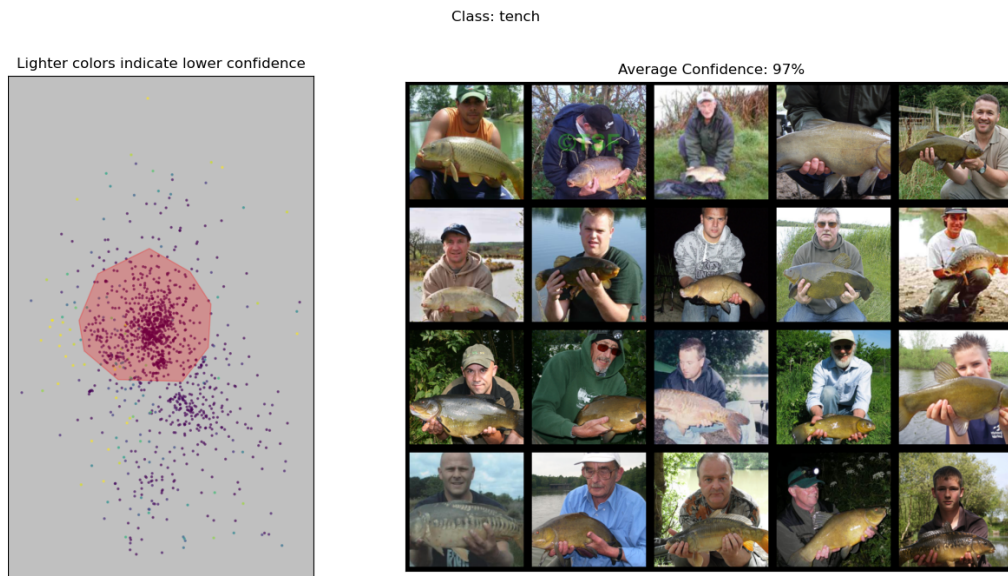 Class: tench
Lighter colors indicate lower confidence
Average Confidence: 97%